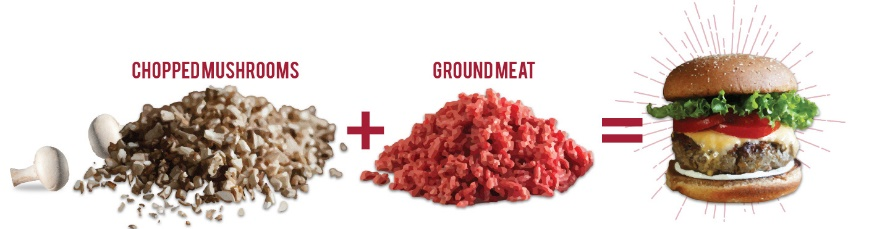 CHOPPED MUSHROOMS
GROUND MEAT
+
=